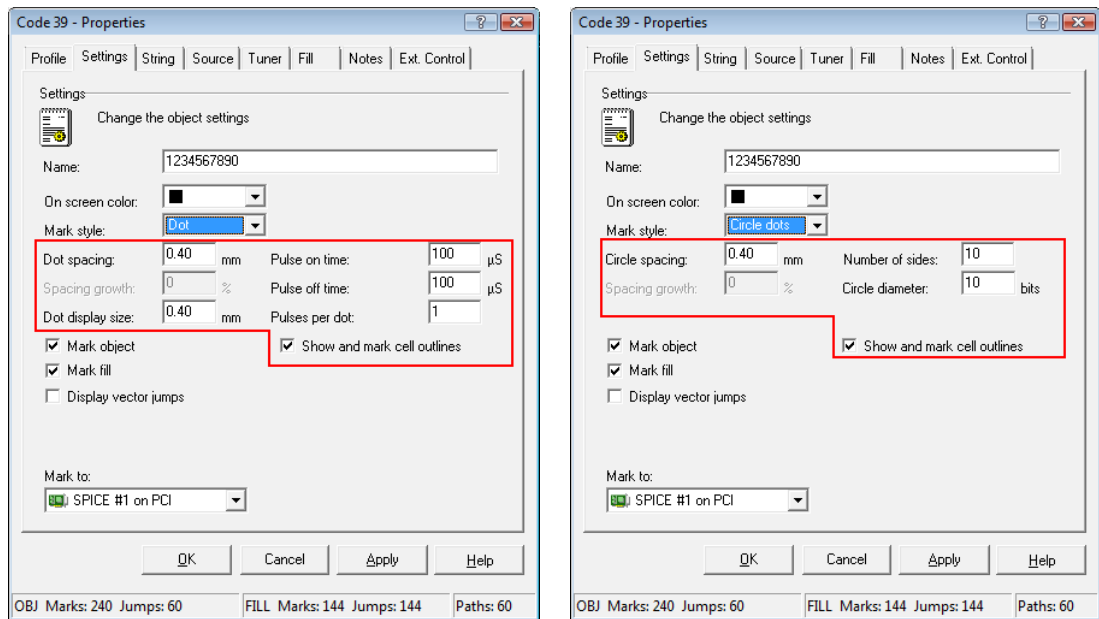 Code 39 - Properties
Profile Settings String Source Tuner Fill Notes Ext. Control
Settings
Change the object settings
Name: 1234567890
On screen color:
Mark style: Dot
Dot spacing: 0.40 mm Pulse on time: 100 µS
Spacing growth: 0 % Pulse off time: 100 µS
Dot display size: 0.40 mm Pulses per dot: 1
Mark object Show and mark cell outlines
Mark fill
Display vector jumps
Mark to:
SPICE #1 on PCI
OK Cancel Apply Help
OBJ Marks: 240 Jumps: 60 FILL Marks: 144 Jumps: 144 Paths: 60
Code 39 - Properties
Profile Settings String Source Tuner Fill Notes Ext. Control
Settings
Change the object settings
Name: 1234567890
On screen color:
Mark style: Circle dots
Circle spacing: 0.40 mm Number of sides: 10
Spacing growth: 0 % Circle diameter: 10 bits
Mark object Show and mark cell outlines
Mark fill
Display vector jumps
Mark to:
SPICE #1 on PCI
OK Cancel Apply Help
OBJ Marks: 240 Jumps: 60 FILL Marks: 144 Jumps: 144 Paths: 60